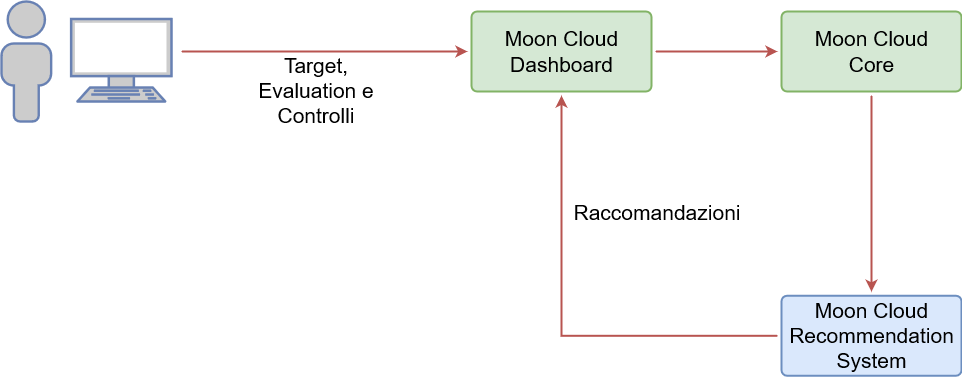 Moon Cloud
Dashboard
Moon Cloud
Core
Target,
Evaluation e
Controlli
Raccomandazioni
Moon Cloud
Recommendation
System